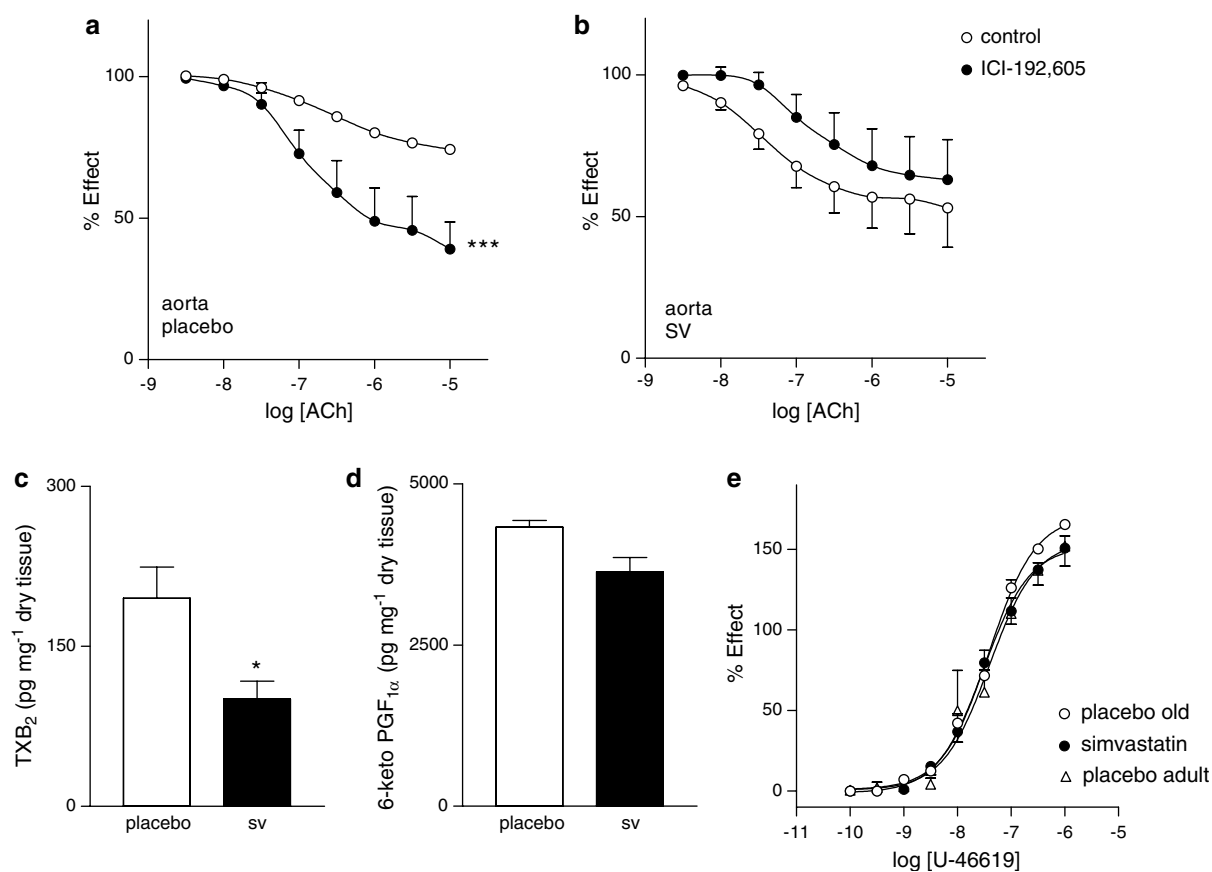 a
100
50
0
% Effect
***
aorta
placebo
-9 -8 -7 -6 -5
log [ACh]
b
control
ICI-192,605
100
50
0
% Effect
aorta
SV
-9 -8 -7 -6 -5
log [ACh]
c
300
150
0
TXB2 (pg mg-1 dry tissue)
*
placebo sv
d
5000
2500
0
6-keto PGF1α (pg mg-1 dry tissue)
placebo sv
e
150
100
50
0
% Effect
placebo old
simvastatin
placebo adult
-11 -10 -9 -8 -7 -6 -5
log [U-46619]